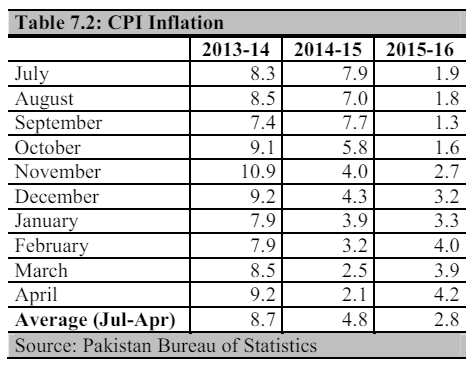 Table 7.2: CPI Inflation
2013-14 2014-15 2015-16
July 8.3 7.9 1.9
August 8.5 7.0 1.8
September 7.4 7.7 1.3
October 9.1 5.8 1.6
November 10.9 4.0 2.7
December 9.2 4.3 3.2
January 7.9 3.9 3.3
February 7.9 3.2 4.0
March 8.5 2.5 3.9
April 9.2 2.1 4.2
Average (Jul-Apr) 8.7 4.8 2.8
Source: Pakistan Bureau of Statistics